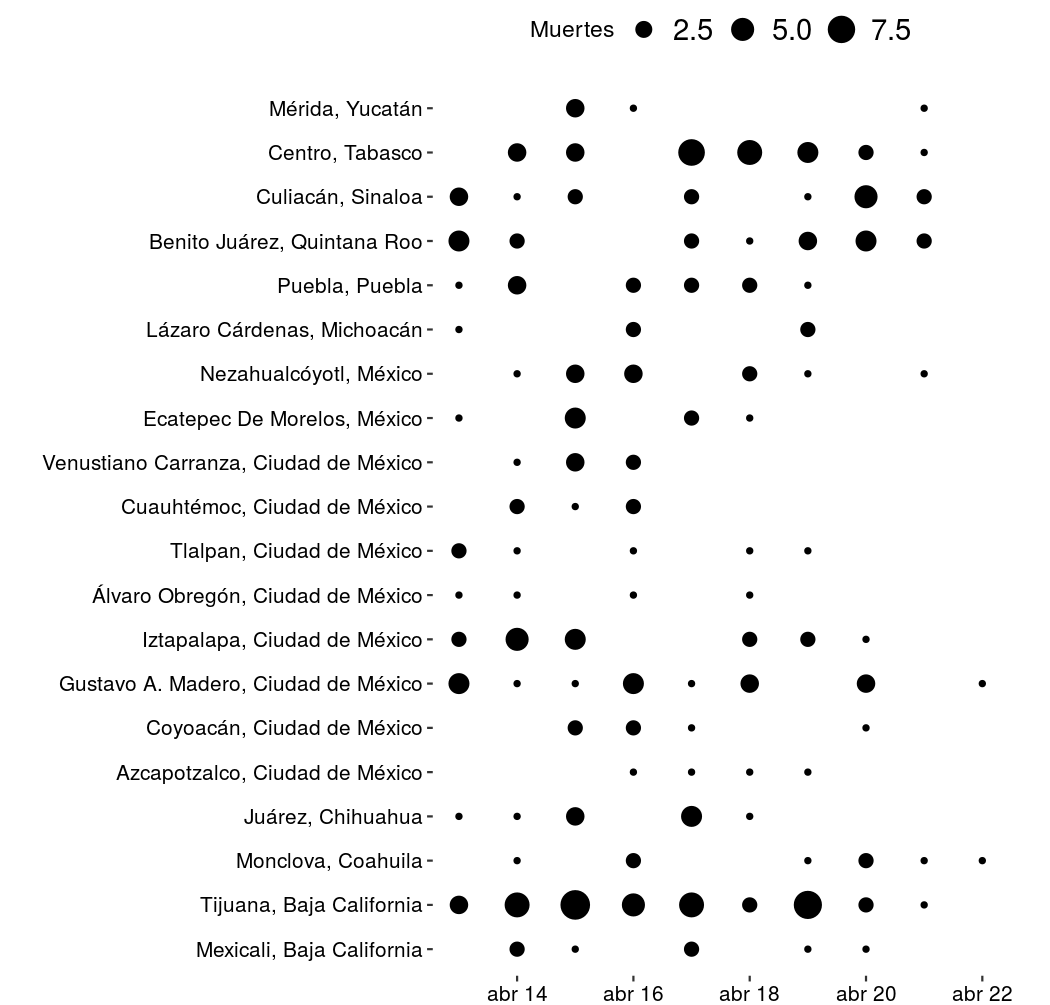 Muertes 2.5 5.0 7.5
Mérida, Yucatán
Centro, Tabasco
Culiacán, Sinaloa
Benito Juárez, Quintana Roo
Puebla, Puebla
Lázaro Cárdenas, Michoacán
Nezahualcóyotl, México
Ecatepec De Morelos, México
Venustiano Carranza, Ciudad de México
Cuauhtémoc, Ciudad de México
Tlalpan, Ciudad de México
Álvaro Obregón, Ciudad de México
Iztapalapa, Ciudad de México
Gustavo A. Madero, Ciudad de México
Coyoacán, Ciudad de México
Azcapotzalco, Ciudad de México
Juárez, Chihuahua
Monclova, Coahuila
Tijuana, Baja California
Mexicali, Baja California
abr 14 abr 16 abr 18 abr 20 abr 22